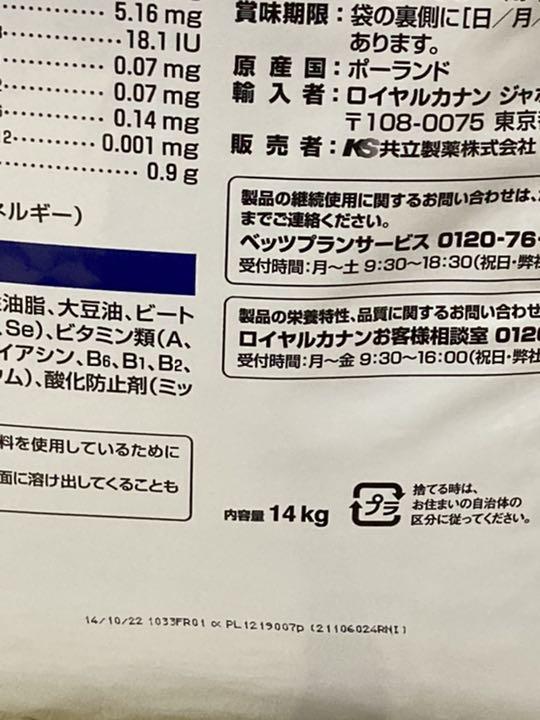 5.16 mg
18.1 IU
0.07 mg
0.07 mg
0.14 mg
12 0.001 mg
0.9 g
ネルギー)
油脂、大豆油、ビート
Se)、ビタミン類(A、
イアシン、B6、B1、B2、
ム)、酸化防止剤(ミッ
料を使用しているために
面に溶け出してくることも
賞味期限:袋の裏側に[日/月/
あります。
原産国:ポーランド
輸入者:ロイヤルカナン ジャポ
〒108-0075 東京都
販売者:KS共立製薬株式会社
製品の継続使用に関するお問い合わせは、
までご連絡ください。
ベッツプランサービス 0120-76-
受付時間:月〜土 9:30〜18:30(祝日・弊社
製品の栄養特性、品質に関するお問い合わせ
ロイヤルカナンお客様相談室 0120
受付時間:月〜金 9:30〜16:00(祝日・弊社
内容量 14kg
プラ
捨てる時は、
お住まいの自治体の
区分に従ってください。
14/10/22 1033FR01 α PL1219007p (21106024RNI)